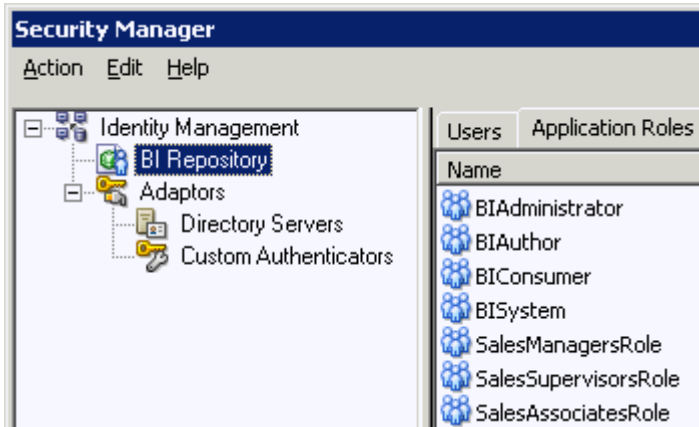 Security Manager
Action Edit Help
Identity Management
BI Repository
Adaptors
Directory Servers
Custom Authenticators
Users Application Roles
Name
BIAdministrator
BIAuthor
BIConsumer
BISystem
SalesManagersRole
SalesSupervisorsRole
SalesAssociatesRole